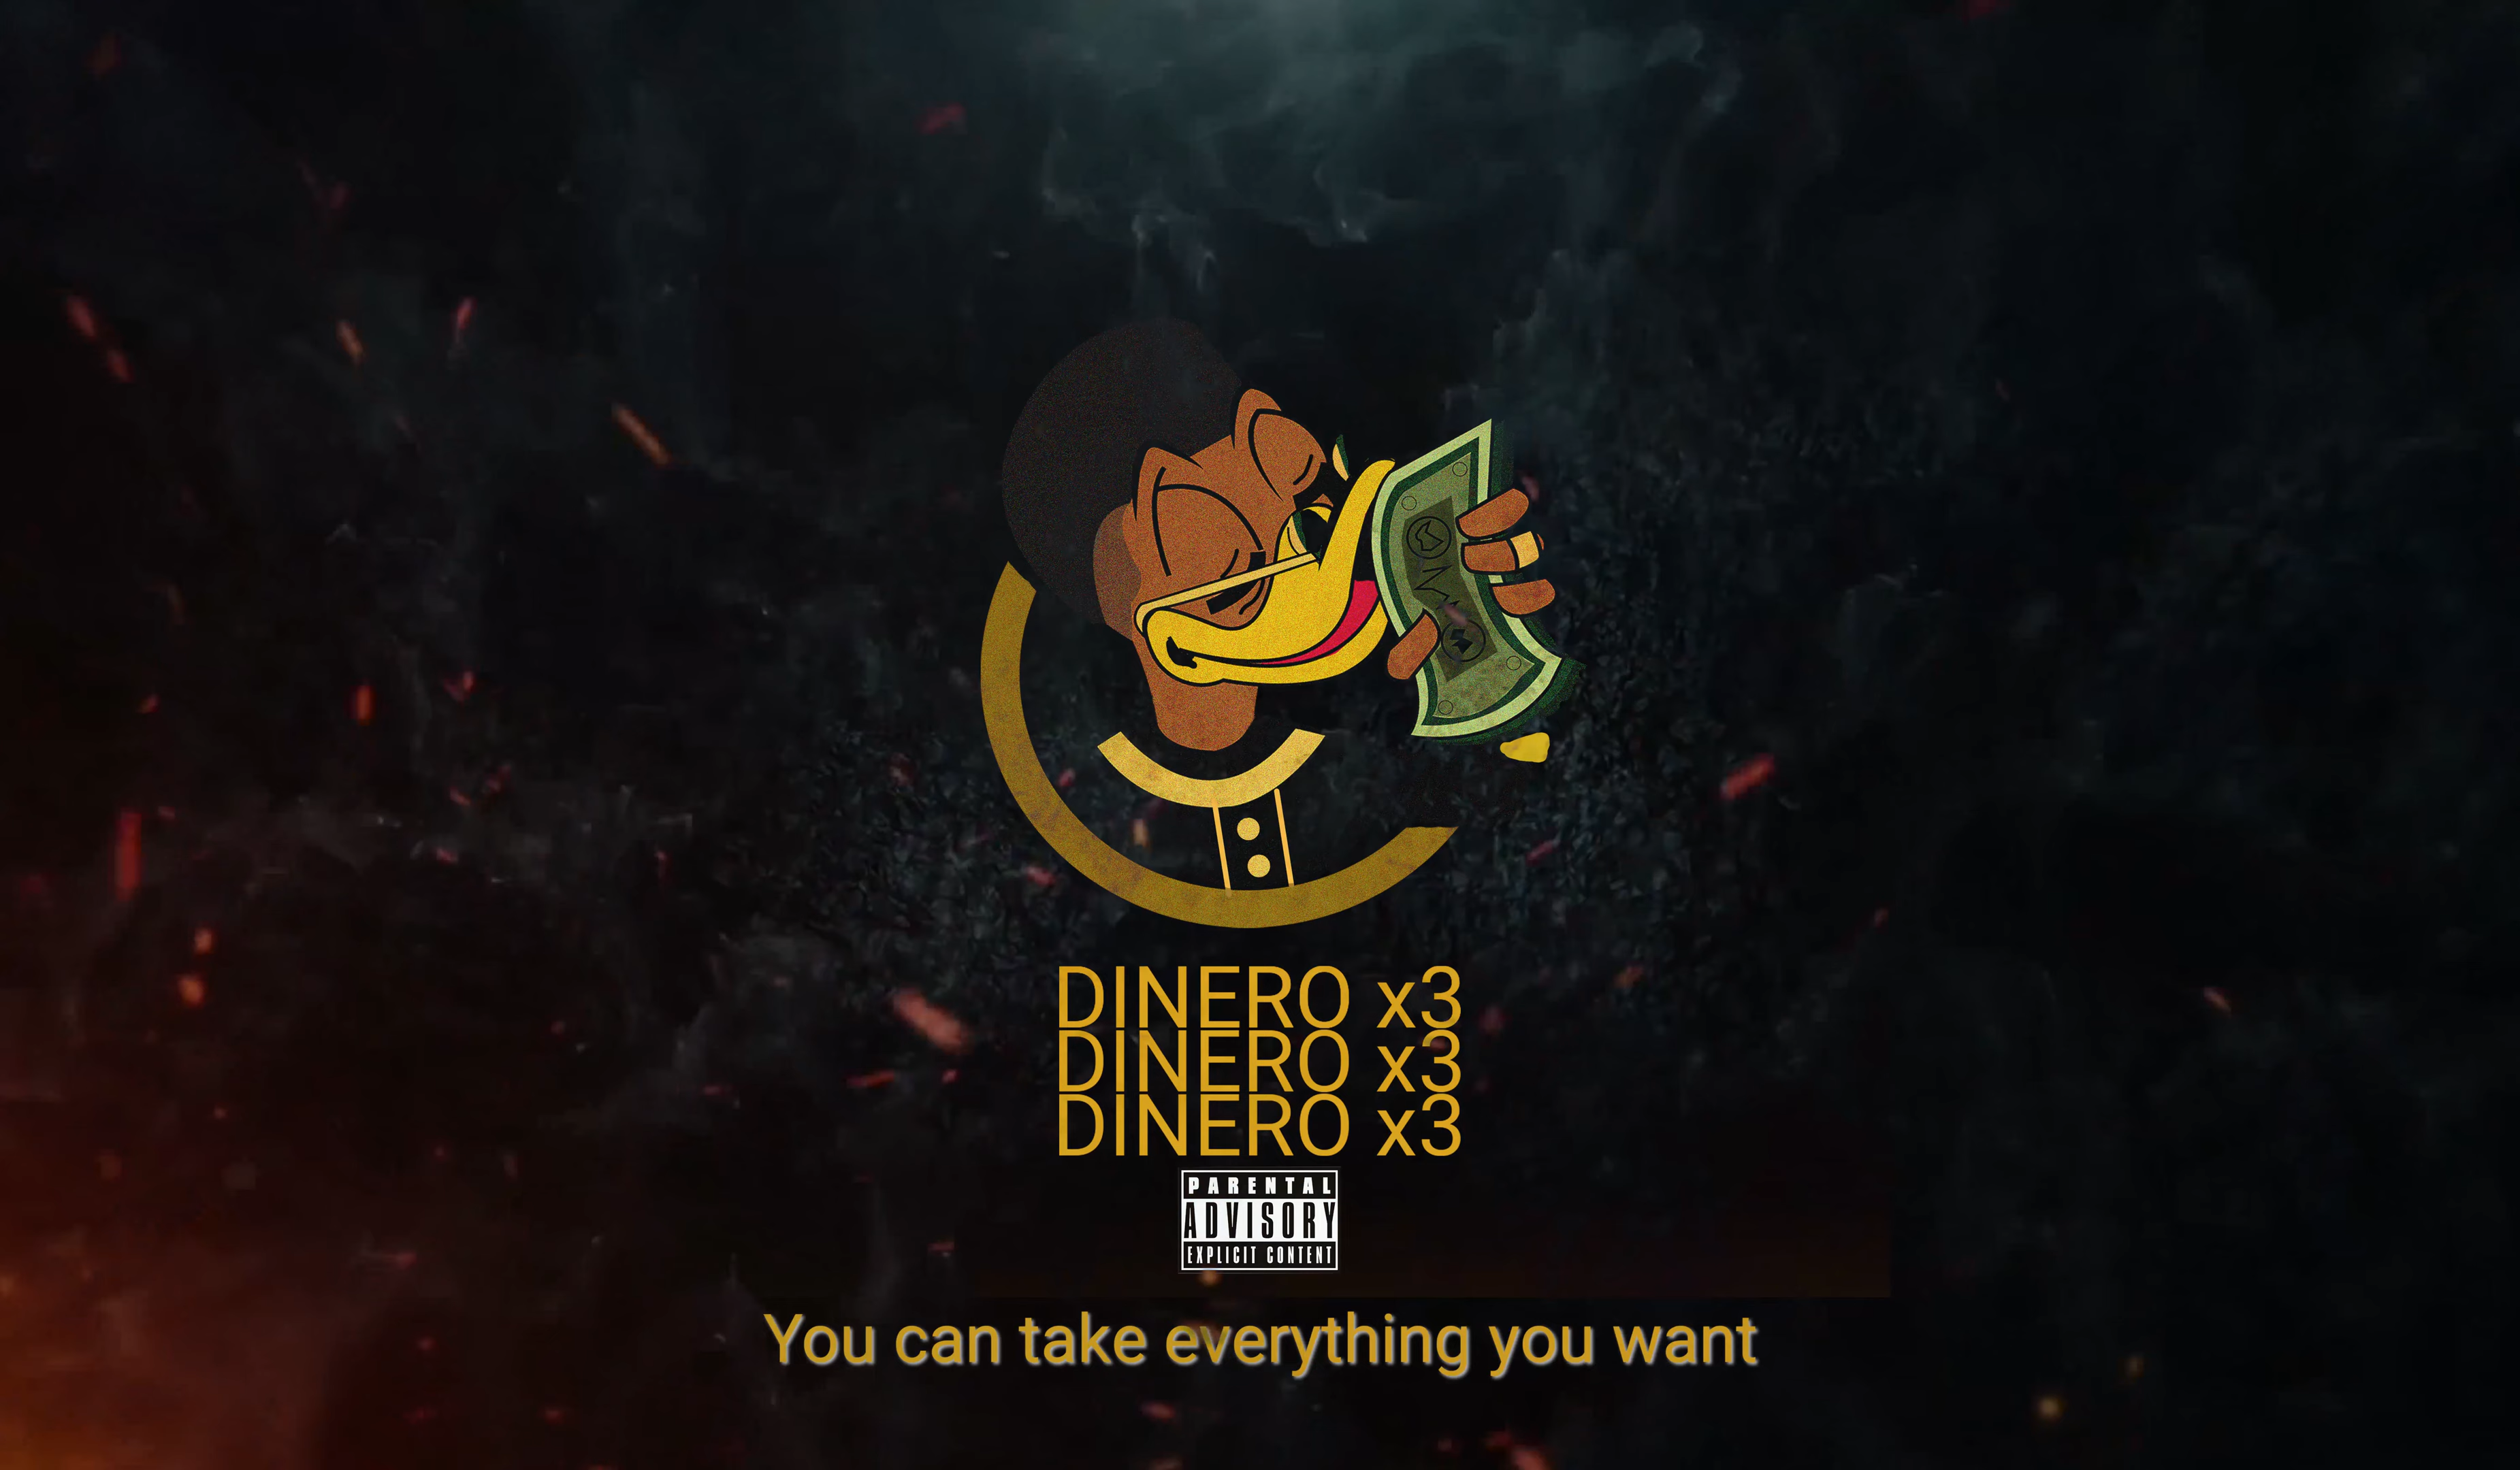 DINERO x3
DINERO x3
DINERO x3
PARENTAL
ADVISORY
EXPLICIT CONTENT
You can take everything you want